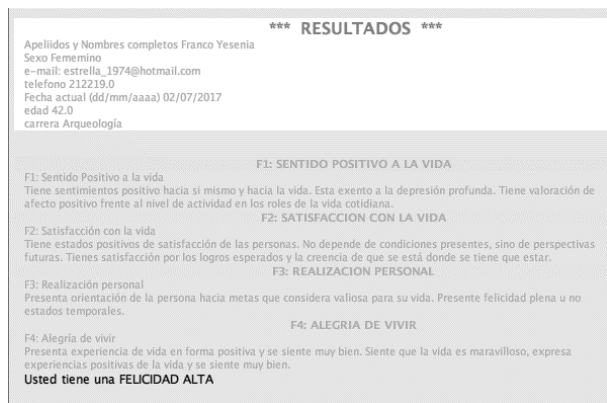 *** RESULTADOS ***
Apeliidos y Nombres completos Franco Yesenia
Sexo Fememino
e-mail: estrella_1974@hotmail.com
telefono 212219.0
Fecha actual (dd/mm/aaaa) 02/07/2017
edad 42.0
carrera Arqueología
F1: SENTIDO POSITIVO A LA VIDA
F1: Sentido Positivo a la vida
Tiene sentimientos positivo hacia si mismo y hacia la vida. Esta exento a la depresión profunda. Tiene valoración de
afecto positivo frente al nivel de actividad en los roles de la vida cotidiana.
F2: SATISFACCION CON LA VIDA
F2: Satisfacción con la vida
Tiene estados positivos de satisfacción de las personas. No depende de condiciones presentes, sino de perspectivas
futuras. Tienes satisfacción por los logros esperados y la creencia de que se está donde se tiene que estar.
F3: REALIZACION PERSONAL
F3: Realización personal
Presenta orientación de la persona hacia metas que considera valiosa para su vida. Presente felicidad plena u no
estados temporales.
F4: ALEGRIA DE VIVIR
F4: Alegría de vivir
Presenta experiencia de vida en forma positiva y se siente muy bien. Siente que la vida es maravilloso, expresa
experiencias positivas de la vida y se siente muy bien.
Usted tiene una FELICIDAD ALTA